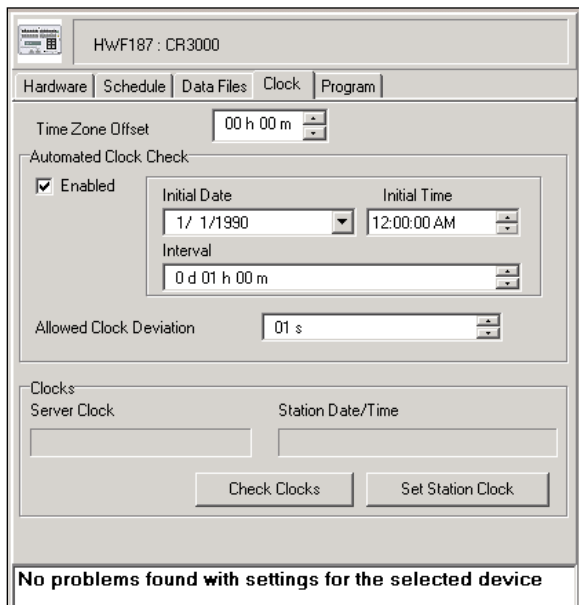 HWF187 : CR3000
Hardware Schedule Data Files Clock Program
Time Zone Offset 00 h 00 m
Automated Clock Check
Enabled
Initial Date Initial Time
1/ 1/1990 12:00:00 AM
Interval
0 d 01 h 00 m
Allowed Clock Deviation 01 s
Clocks
Server Clock Station Date/Time
Check Clocks Set Station Clock
No problems found with settings for the selected device